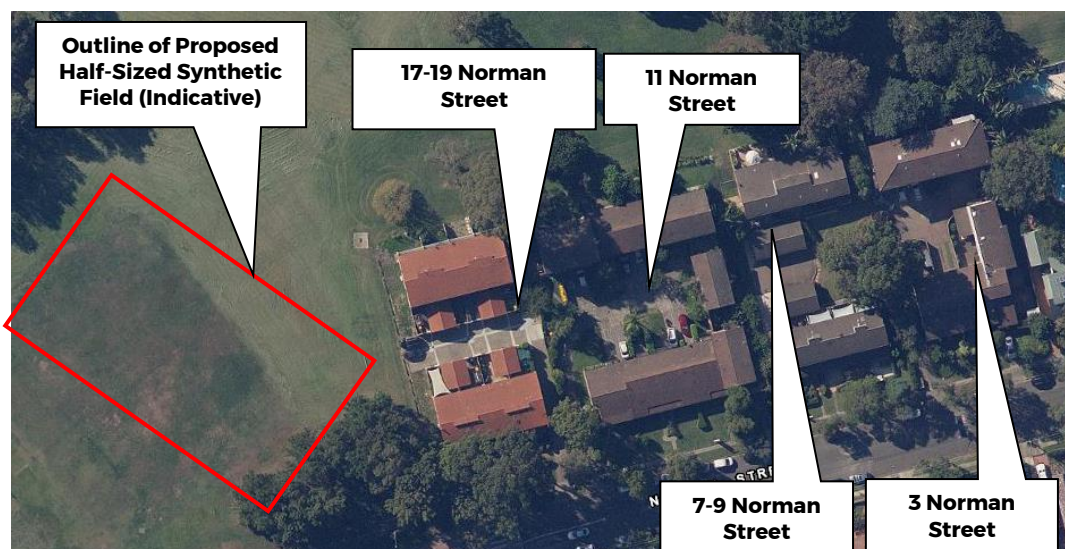 Outline of Proposed
Half-Sized Synthetic
Field (Indicative)
17-19 Norman
Street
11 Norman
Street
7-9 Norman
Street
3 Norman
Street